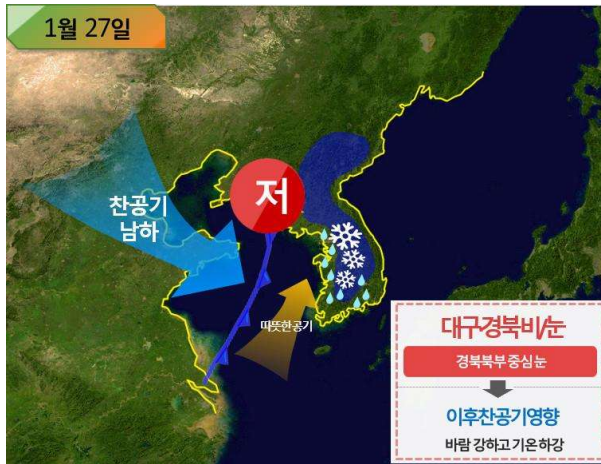 1월 27일
저
찬공기
남하
따뜻한공기
대구경북비/눈
경북북부중심눈
이후찬공기영향
바람 강하고 기온 하강